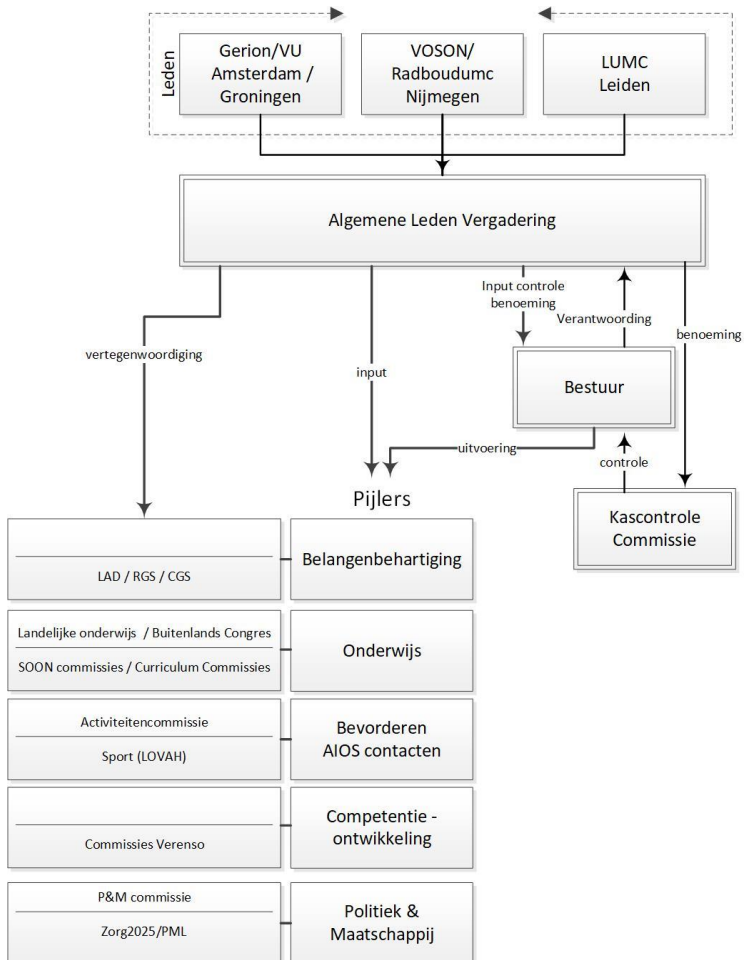 Leden
Gerion/VU
Amsterdam /
Groningen
VOSON/
Radboudumc
Nijmegen
LUMC
Leiden
Algemene Leden Vergadering
Input controle
benoeming
Verantwoording
benoeming
vertegenwoordiging
input
Bestuur
uitvoering
controle
Pijlers
Kascontrole
Commissie
LAD / RGS / CGS
Belangenbehartiging
Landelijke onderwijs / Buitenlands Congres
SOON commissies / Curriculum Commissies
Onderwijs
Activiteitencommissie
Sport (LOVAH)
Bevorderen
AIOS contacten
Commissies Verenso
Competentie -
ontwikkeling
P&M commissie
Zorg2025/PML
Politiek &
Maatschappij